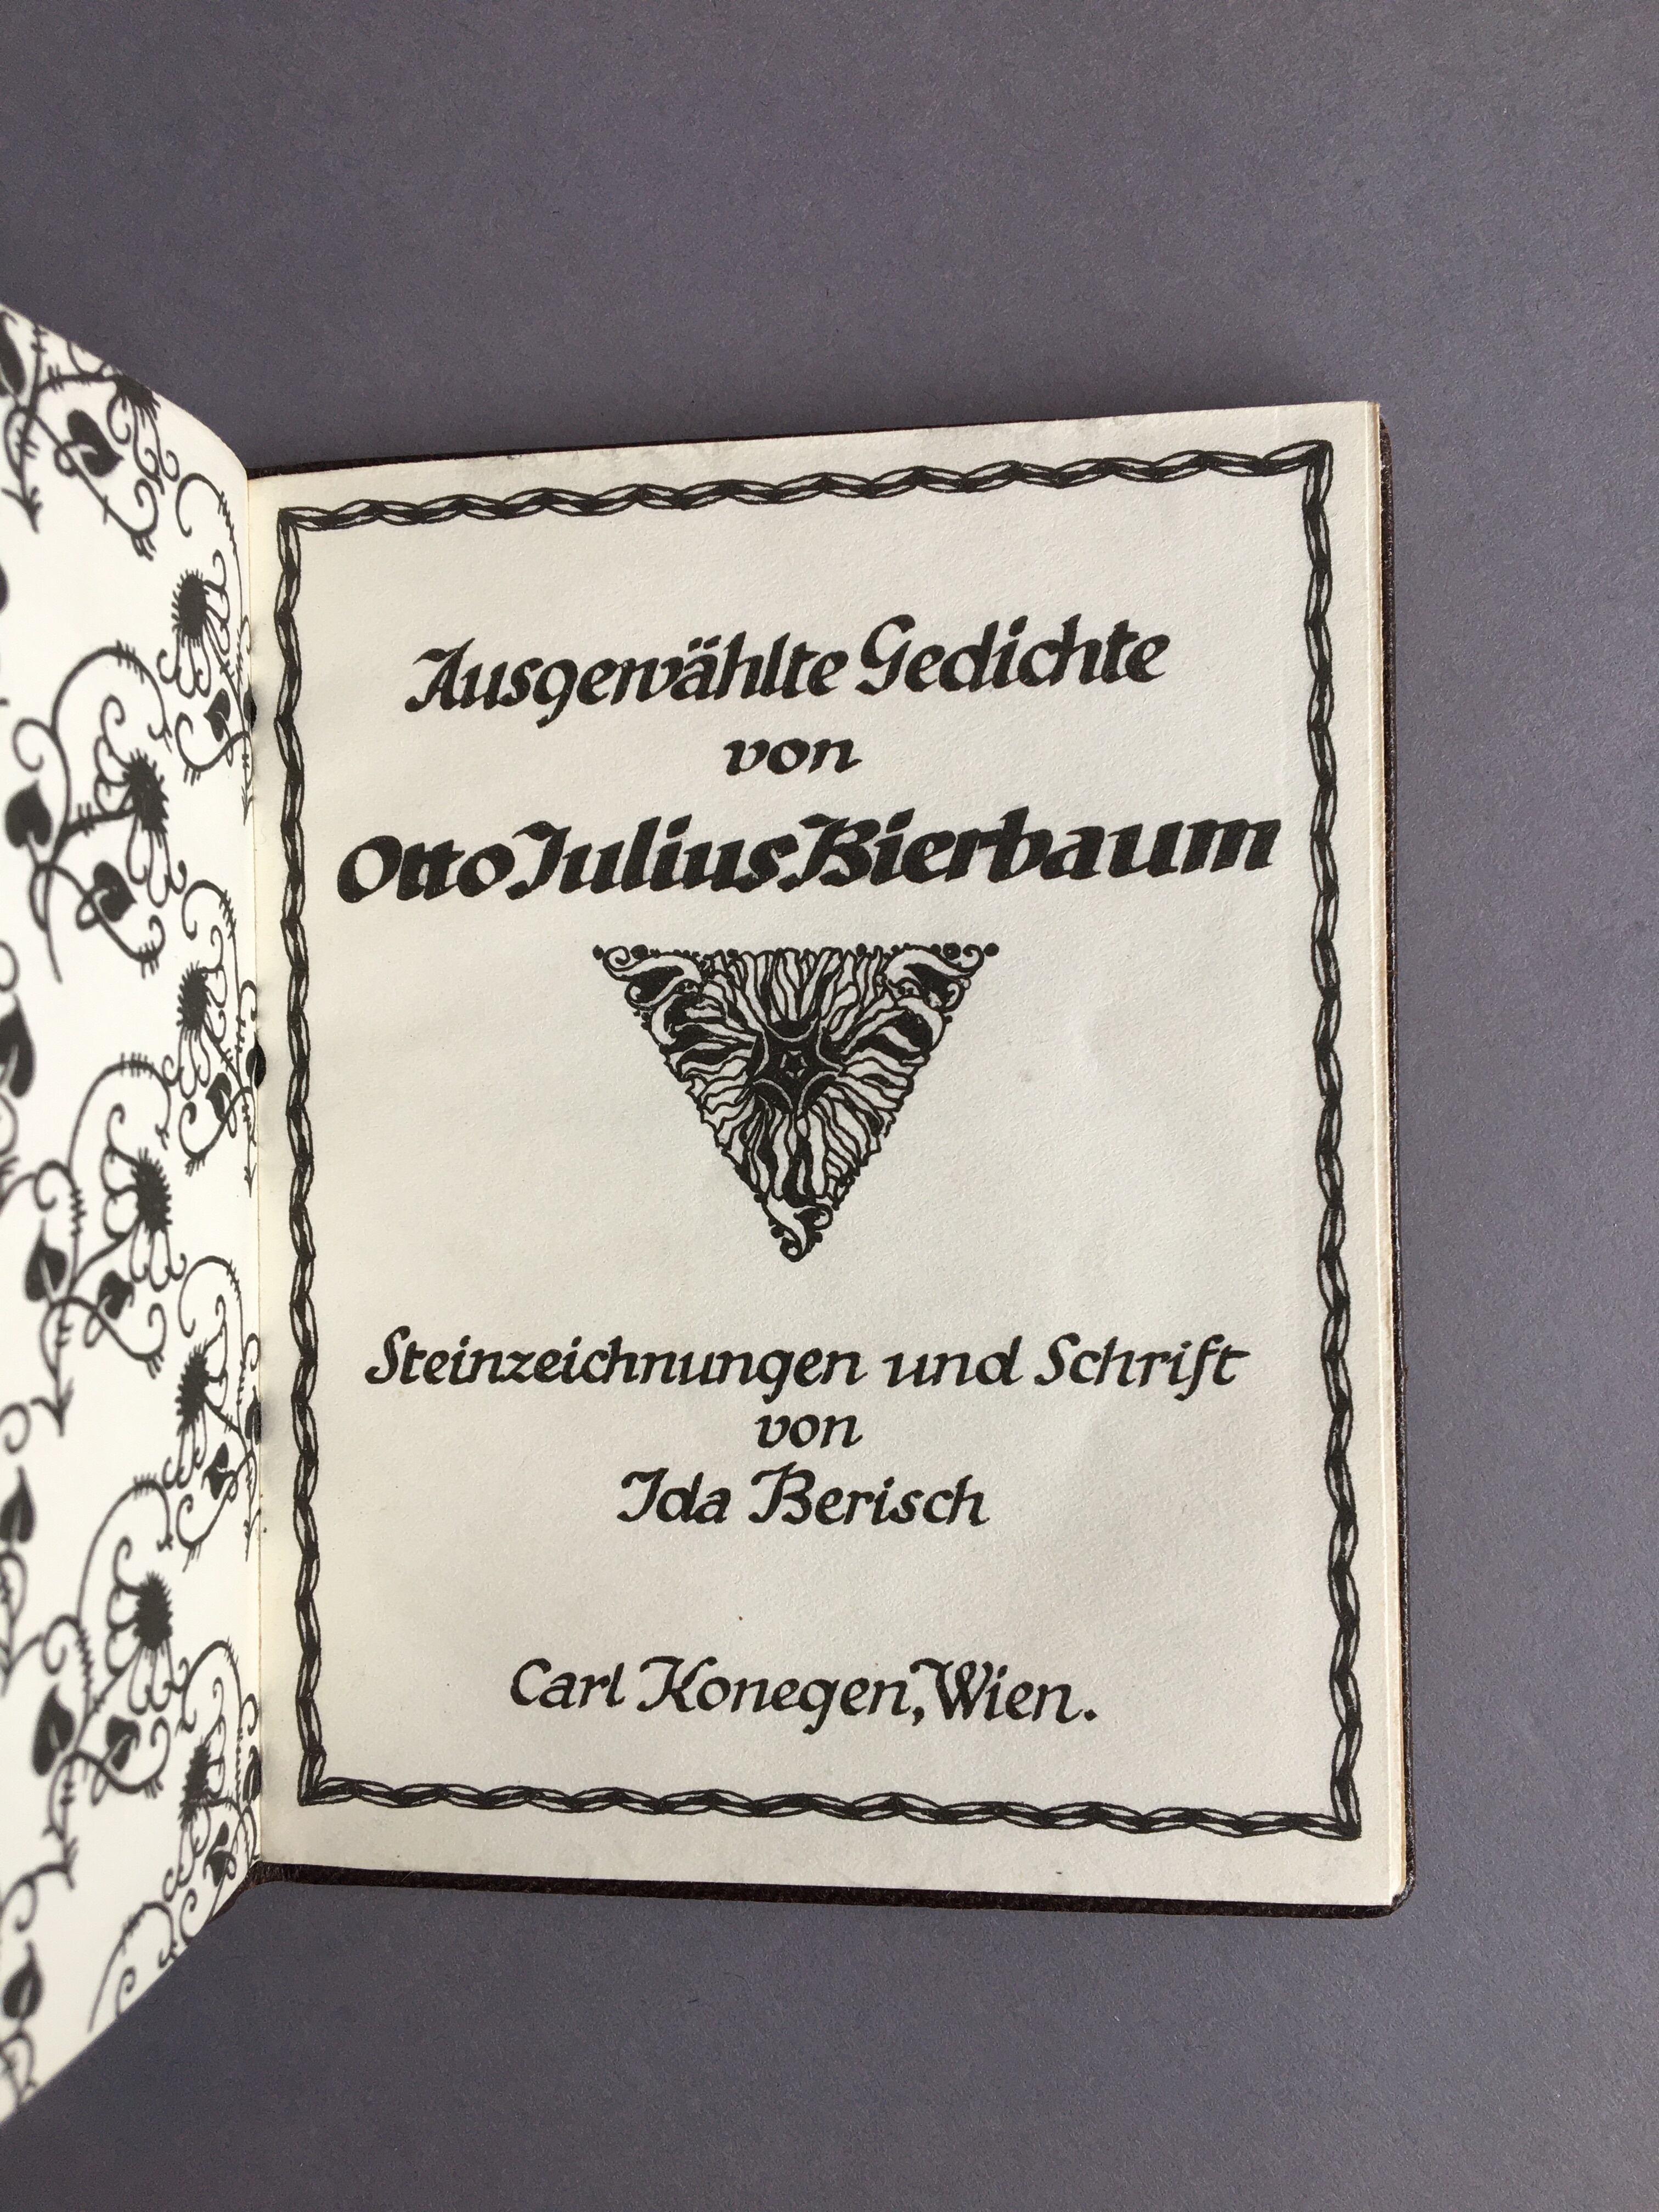 Ausgewählte Gedichte
von
Otto Julius Bierbaum
Steinzeichnungen und Schrift
von
Ida Berisch
Carl Konegen, Wien.